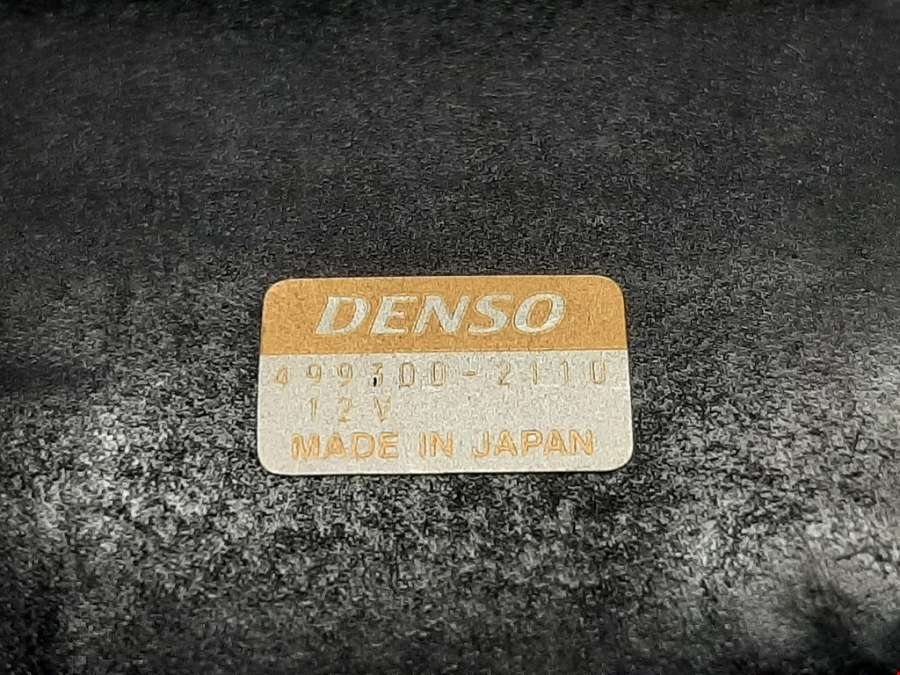 DENSO
499300-2110
12V
MADE IN JAPAN